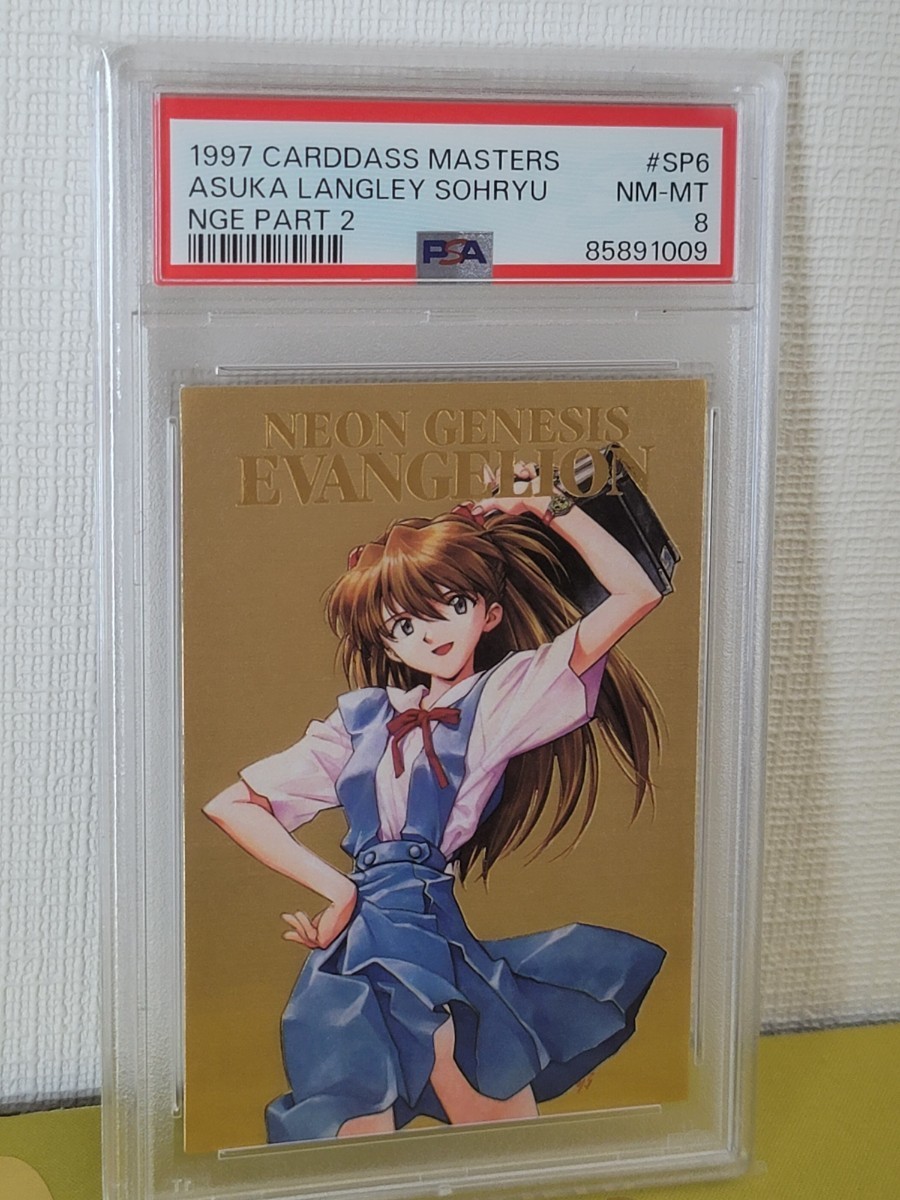 1997 CARDDASS MASTERS #SP6
ASUKA LANGLEY SOHRYU NM-MT
NGE PART 2 8
PSA 85891009
NEON GENESIS
EVANGELION